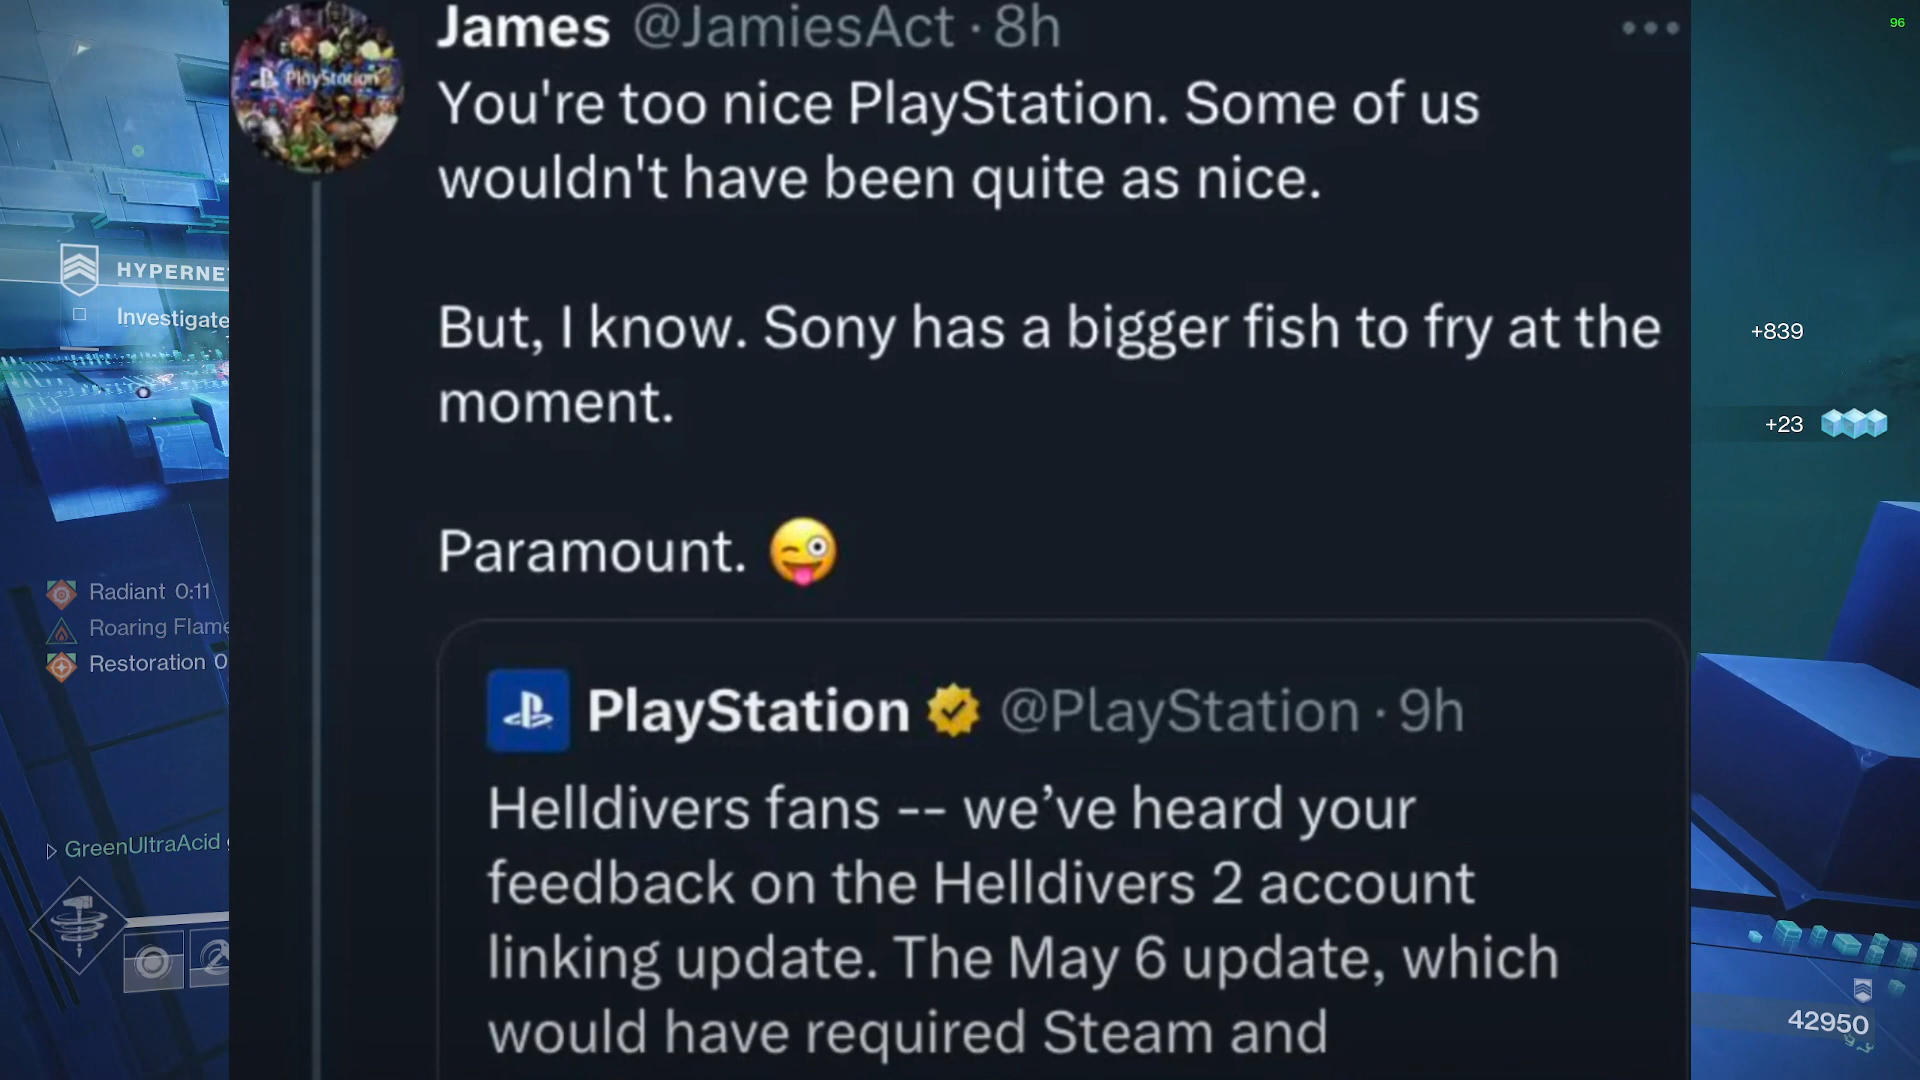 96
James @JamiesAct · 8h
PlayStation
You're too nice PlayStation. Some of us
wouldn't have been quite as nice.
But, I know. Sony has a bigger fish to fry at the
moment.
Paramount. 😜
PlayStation @PlayStation · 9h
Helldivers fans -- we’ve heard your
feedback on the Helldivers 2 account
linking update. The May 6 update, which
would have required Steam and
HYPERNE
Investigate
Radiant 0:11
Roaring Flame
Restoration 0
GreenUltraAcid
+839
+23
42950